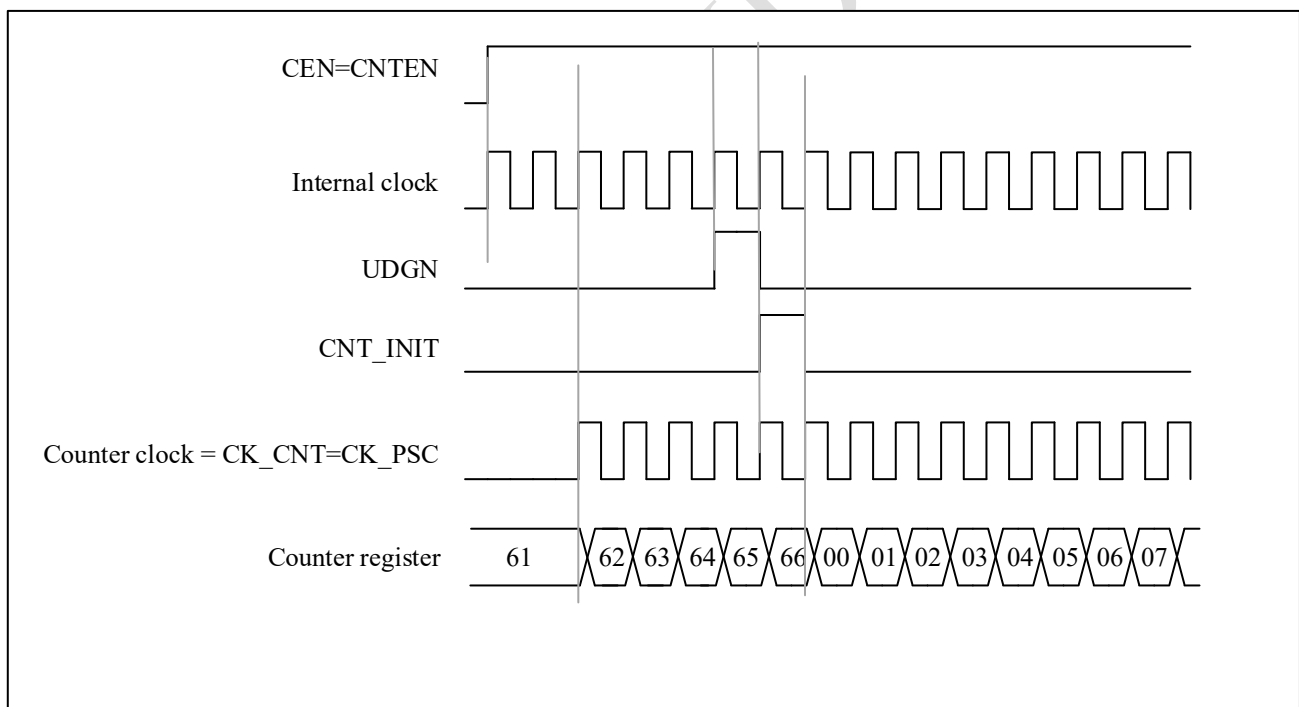 CEN=CNTEN
Internal clock
UDGN
CNT_INIT
Counter clock = CK_CNT=CK_PSC
Counter register 61 62 63 64 65 66 00 01 02 03 04 05 06 07